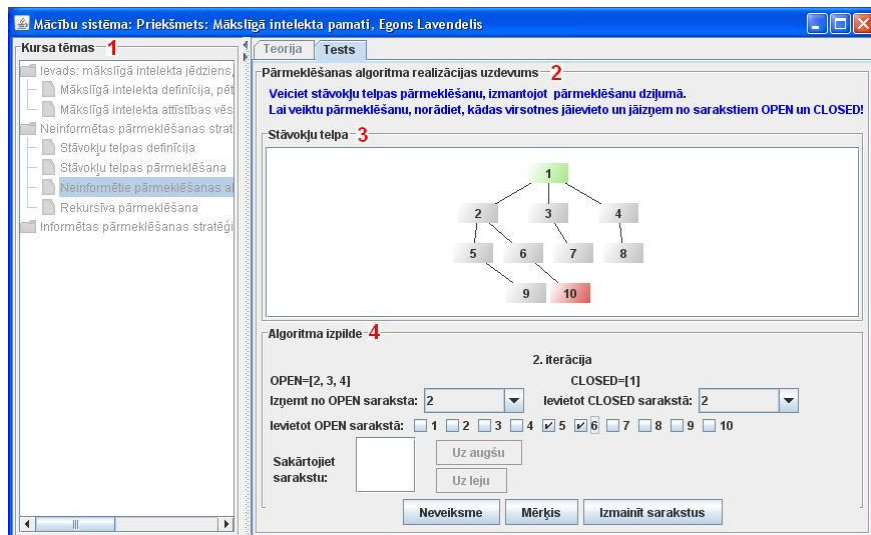 Mācību sistēma: Priekšmets: Mākslīgā intelekta pamati, Egons Lavendelis
Kursa tēmas 1
Ievads: mākslīgā intelekta jēdziens,
Mākslīgā intelekta definīcija, pēt
Mākslīgā intelekta attīstības vēs
Neinformētas pārmeklēšanas strat
Stāvokļu telpas definīcija
Stāvokļu telpas pārmeklēšana
Neinformētie pārmeklēšanas al
Rekursīva pārmeklēšana
Informētas pārmeklēšanas stratēģi
Teorija Tests
Pārmeklēšanas algoritma realizācijas uzdevums 2
Veiciet stāvokļu telpas pārmeklēšanu, izmantojot pārmeklēšanu dziļumā.
Lai veiktu pārmeklēšanu, norādiet, kādas virsotnes jāievieto un jāizņem no sarakstiem OPEN un CLOSED!
Stāvokļu telpa 3
1
2 3 4
5 6 7 8
9 10
Algoritma izpilde 4
2. iterācija
OPEN=[2, 3, 4] CLOSED=[1]
Izņemt no OPEN saraksta: 2 Ievietot CLOSED sarakstā: 2
Ievietot OPEN sarakstā: 1 2 3 4 5 6 7 8 9 10
Sakārtojiet
sarakstu:
Uz augšu
Uz leju
Neveiksme Mērķis Izmainīt sarakstus